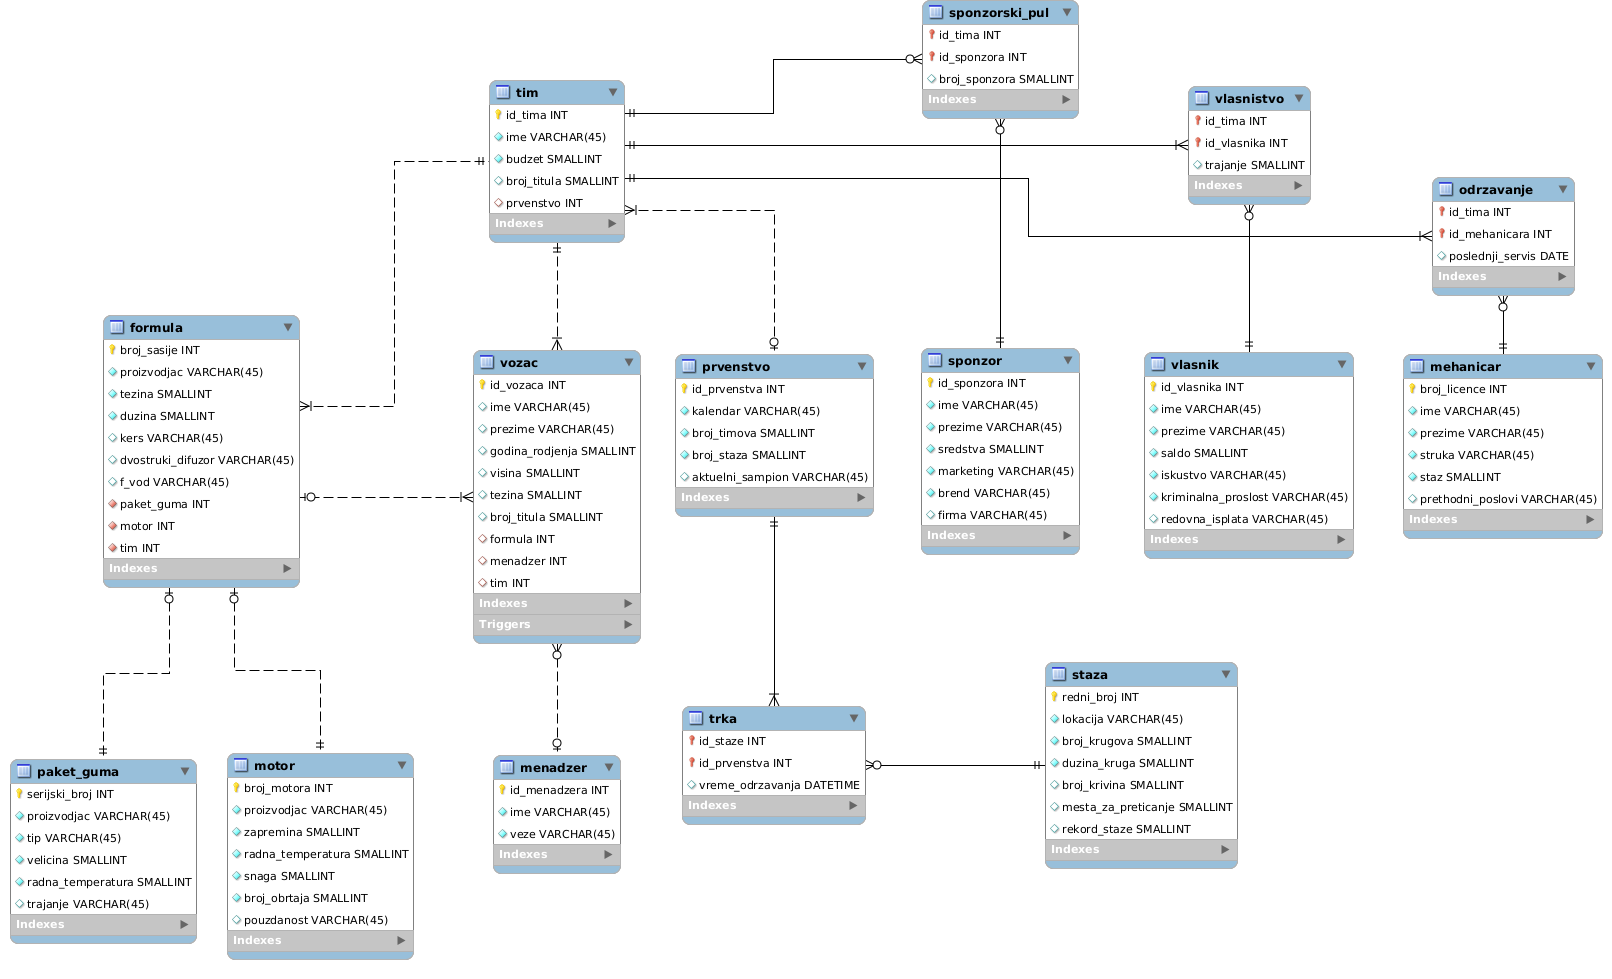 sponzorski_pul
id_tima INT
id_sponzora INT
broj_sponzora SMALLINT
Indexes
tim
id_tima INT
ime VARCHAR(45)
budzet SMALLINT
broj_titula SMALLINT
prvenstvo INT
Indexes
vlasnistvo
id_tima INT
id_vlasnika INT
trajanje SMALLINT
Indexes
odrzavanje
id_tima INT
id_mehanicara INT
poslednji_servis DATE
Indexes
formula
broj_sasije INT
proizvodjac VARCHAR(45)
tezina SMALLINT
duzina SMALLINT
kers VARCHAR(45)
dvostruki_difuzor VARCHAR(45)
f_vod VARCHAR(45)
paket_guma INT
motor INT
tim INT
Indexes
vozac
id_vozaca INT
ime VARCHAR(45)
prezime VARCHAR(45)
godina_rodjenja SMALLINT
visina SMALLINT
tezina SMALLINT
broj_titula SMALLINT
formula INT
menadzer INT
tim INT
Indexes
Triggers
prvenstvo
id_prvenstva INT
kalendar VARCHAR(45)
broj_timova SMALLINT
broj_staza SMALLINT
aktuelni_sampion VARCHAR(45)
Indexes
sponzor
id_sponzora INT
ime VARCHAR(45)
prezime VARCHAR(45)
sredstva SMALLINT
marketing VARCHAR(45)
brend VARCHAR(45)
firma VARCHAR(45)
Indexes
vlasnik
id_vlasnika INT
ime VARCHAR(45)
prezime VARCHAR(45)
saldo SMALLINT
iskustvo VARCHAR(45)
kriminalna_proslost VARCHAR(45)
redovna_isplata VARCHAR(45)
Indexes
mehanicar
broj_licence INT
ime VARCHAR(45)
prezime VARCHAR(45)
struka VARCHAR(45)
staz SMALLINT
prethodni_poslovi VARCHAR(45)
Indexes
paket_guma
serijski_broj INT
proizvodjac VARCHAR(45)
tip VARCHAR(45)
velicina SMALLINT
radna_temperatura SMALLINT
trajanje VARCHAR(45)
Indexes
motor
broj_motora INT
proizvodjac VARCHAR(45)
zapremina SMALLINT
radna_temperatura SMALLINT
snaga SMALLINT
broj_obrtaja SMALLINT
pouzdanost VARCHAR(45)
Indexes
menadzer
id_menadzera INT
ime VARCHAR(45)
veze VARCHAR(45)
Indexes
trka
id_staze INT
id_prvenstva INT
vreme_odrzavanja DATETIME
Indexes
staza
redni_broj INT
lokacija VARCHAR(45)
broj_krugova SMALLINT
duzina_kruga SMALLINT
broj_krivina SMALLINT
mesta_za_preticanje SMALLINT
rekord_staze SMALLINT
Indexes